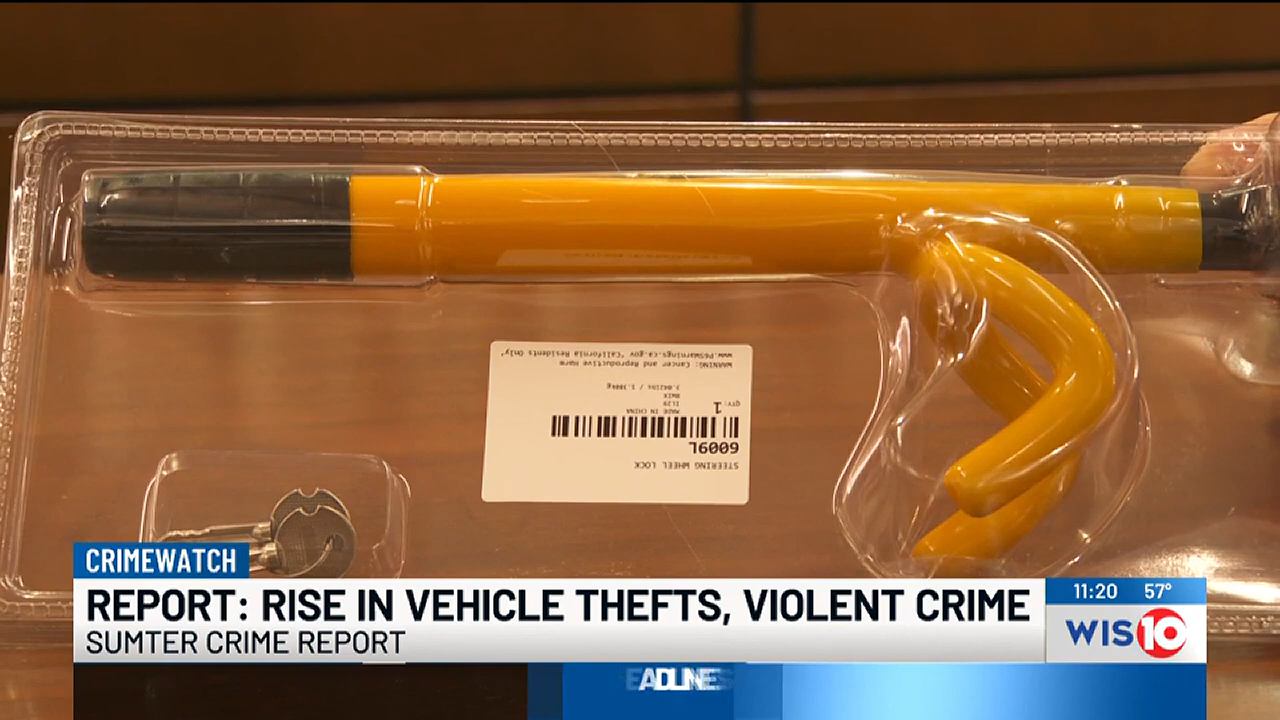 STEERING WHEEL LOCK
6009L
QTY:
1
MADE IN CHINA
WARNING: Cancer and Reproductive Harm
www.P65Warnings.ca.gov 'California Residents Only'
CRIMEWATCH
REPORT: RISE IN VEHICLE THEFTS, VIOLENT CRIME
SUMTER CRIME REPORT
11:20 57°
WIS10